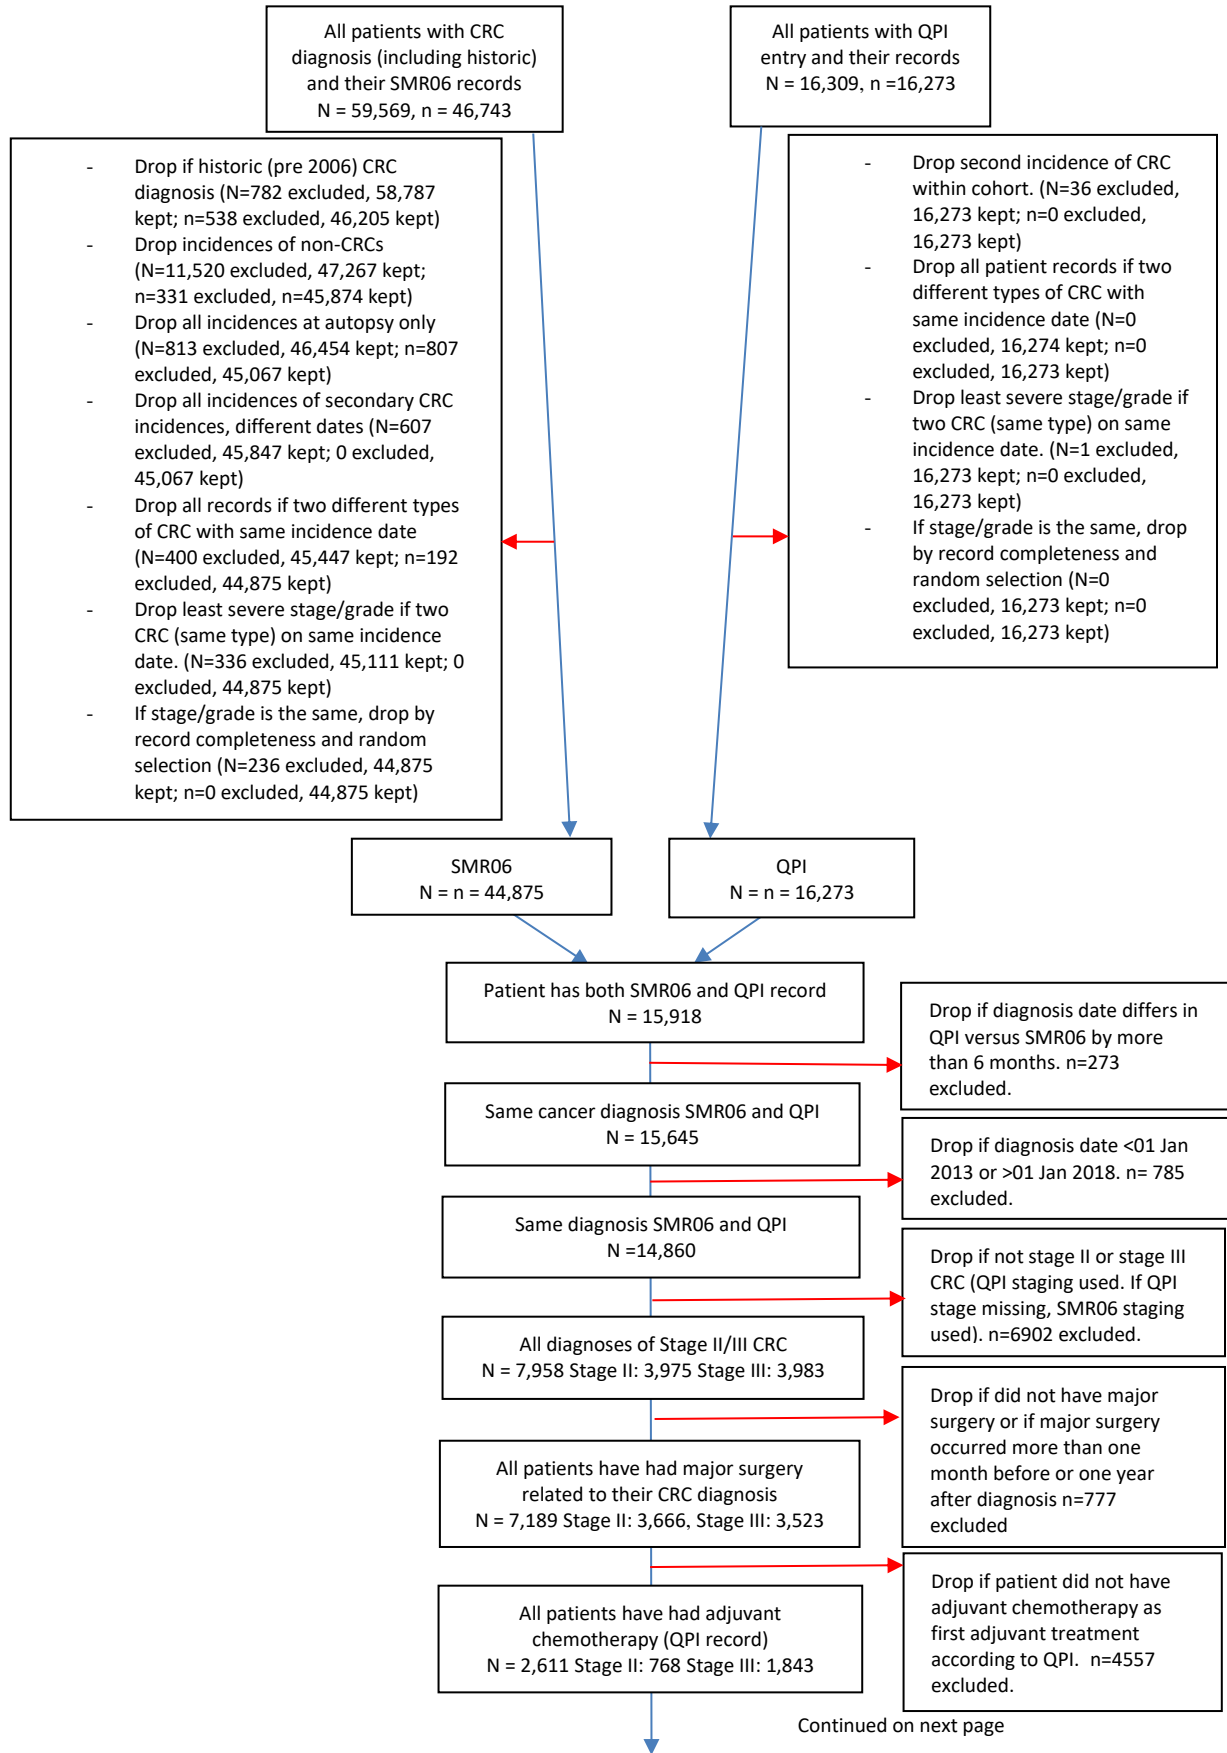 All patients with CRC
diagnosis (including historic)
and their SMR06 records
N = 59,569, n = 46,743
All patients with QPI
entry and their records
N = 16,309, n =16,273
- Drop if historic (pre 2006) CRC
diagnosis (N=782 excluded, 58,787
kept; n=538 excluded, 46,205 kept)
- Drop incidences of non-CRCs
(N=11,520 excluded, 47,267 kept;
n=331 excluded, n=45,874 kept)
- Drop all incidences at autopsy only
(N=813 excluded, 46,454 kept; n=807
excluded, 45,067 kept)
- Drop all incidences of secondary CRC
incidences, different dates (N=607
excluded, 45,847 kept; 0 excluded,
45,067 kept)
- Drop all records if two different types
of CRC with same incidence date
(N=400 excluded, 45,447 kept; n=192
excluded, 44,875 kept)
- Drop least severe stage/grade if two
CRC (same type) on same incidence
date. (N=336 excluded, 45,111 kept; 0
excluded, 44,875 kept)
- If stage/grade is the same, drop by
record completeness and random
selection (N=236 excluded, 44,875
kept; n=0 excluded, 44,875 kept)
- Drop second incidence of CRC
within cohort. (N=36 excluded,
16,273 kept; n=0 excluded,
16,273 kept)
- Drop all patient records if two
different types of CRC with
same incidence date (N=0
excluded, 16,274 kept; n=0
excluded, 16,273 kept)
- Drop least severe stage/grade if
two CRC (same type) on same
incidence date. (N=1 excluded,
16,273 kept; n=0 excluded,
16,273 kept)
- If stage/grade is the same, drop
by record completeness and
random selection (N=0
excluded, 16,273 kept; n=0
excluded, 16,273 kept)
SMR06
N = n = 44,875
QPI
N = n = 16,273
Patient has both SMR06 and QPI record
N = 15,918
Drop if diagnosis date differs in
QPI versus SMR06 by more
than 6 months. n=273
excluded.
Same cancer diagnosis SMR06 and QPI
N = 15,645
Drop if diagnosis date <01 Jan
2013 or >01 Jan 2018. n= 785
excluded.
Same diagnosis SMR06 and QPI
N =14,860
Drop if not stage II or stage III
CRC (QPI staging used. If QPI
stage missing, SMR06 staging
used). n=6902 excluded.
All diagnoses of Stage II/III CRC
N = 7,958 Stage II: 3,975 Stage III: 3,983
Drop if did not have major
surgery or if major surgery
occurred more than one
month before or one year
after diagnosis n=777
excluded
All patients have had major surgery
related to their CRC diagnosis
N = 7,189 Stage II: 3,666, Stage III: 3,523
Drop if patient did not have
adjuvant chemotherapy as
first adjuvant treatment
according to QPI.  n=4557
excluded.
All patients have had adjuvant
chemotherapy (QPI record)
N = 2,611 Stage II: 768 Stage III: 1,843
Continued on next page